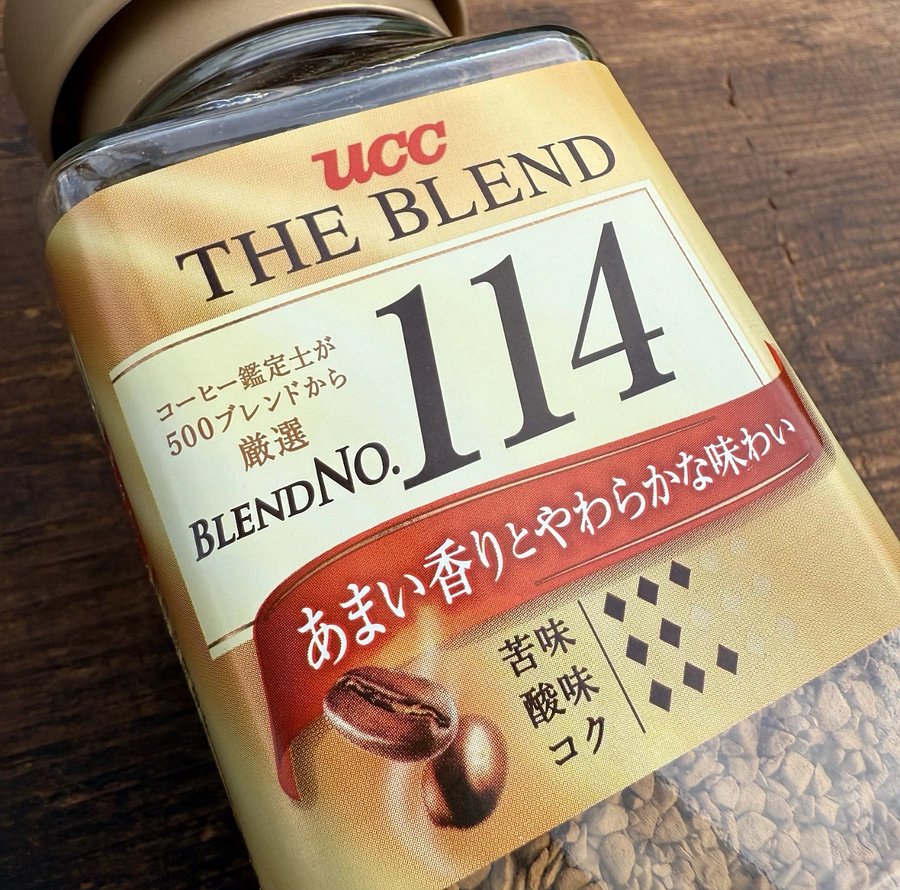 UCC
THE BLEND
コーヒー鑑定士が
500ブレンドから
厳選
BLEND NO. 114
あまい香りとやわらかな味わい
苦味
酸味
コク